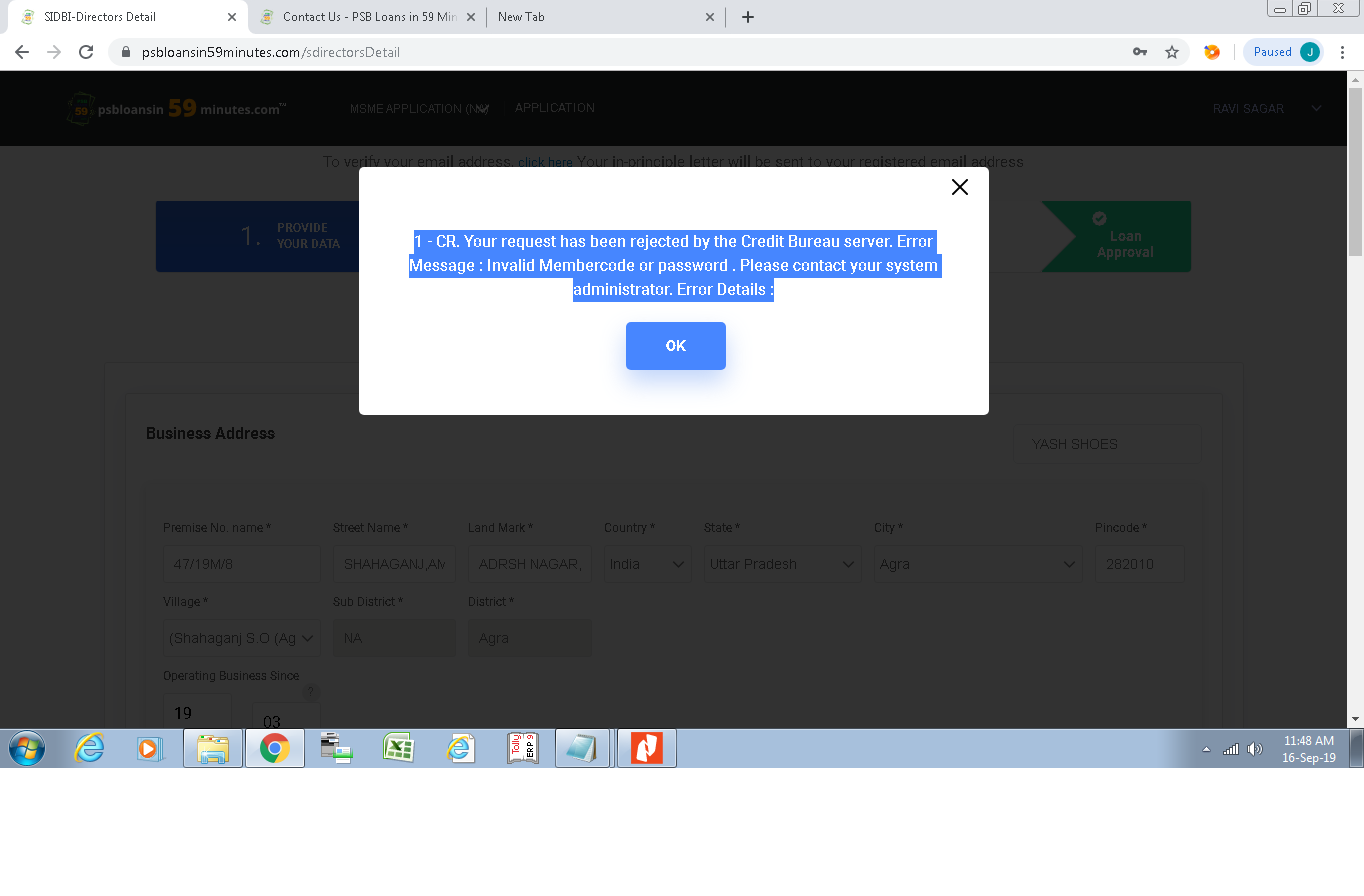 SIDBI-Directors Detail
Contact Us - PSB Loans in 59 Min
New Tab
psbloansin59minutes.com/sdirectorsDetail
Paused J
59 psbloansin 59 minutes.com™
MSME APPLICATION (N
APPLICATION
RAVI SAGAR
To verify your email address, click here Your in-principle letter will be sent to your registered email address
1. PROVIDE
YOUR DATA
Loan
Approval
1 - CR. Your request has been rejected by the Credit Bureau server. Error
Message : Invalid Membercode or password . Please contact your system
administrator. Error Details :
OK
Business Address
YASH SHOES
Premise No. name * Street Name * Land Mark * Country * State * City * Pincode *
47/19M/8 SHAHAGANJ,AM ADRSH NAGAR, India Uttar Pradesh Agra 282010
Village * Sub District * District *
(Shahaganj S.O (Ag NA Agra
Operating Business Since
?
19 03
Tally ERP 9
11:48 AM
16-Sep-19